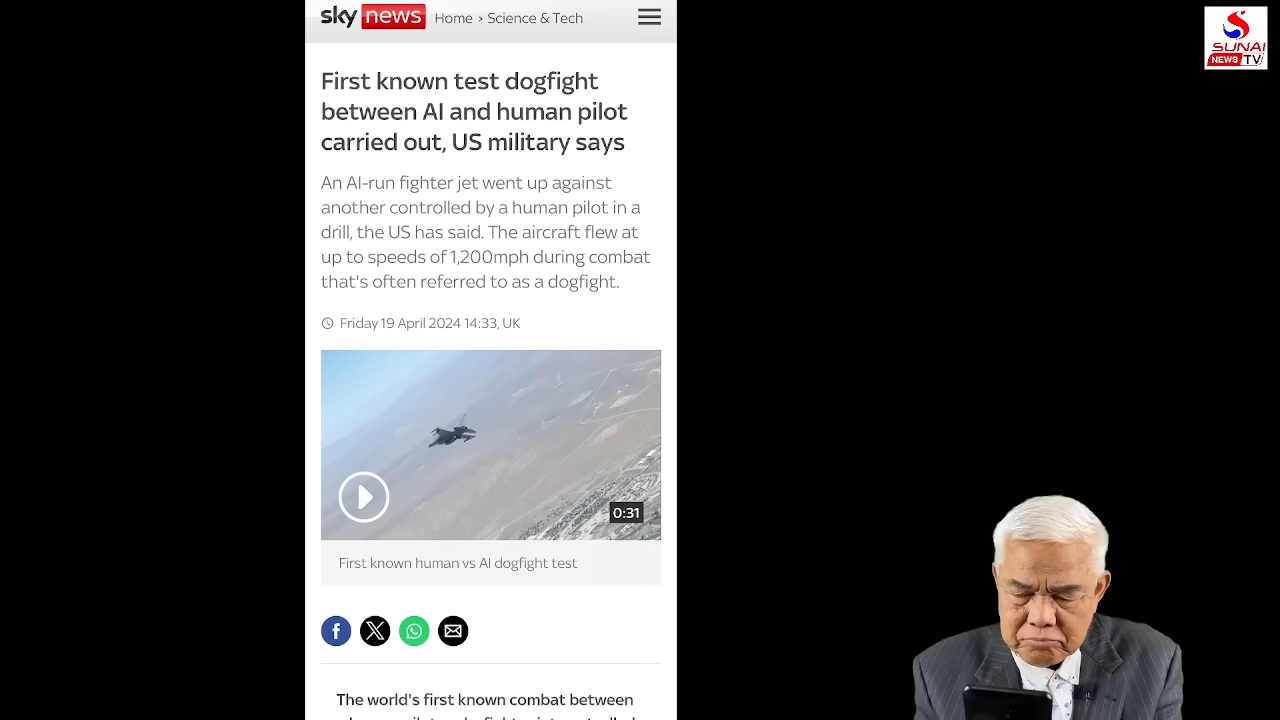 sky news Home > Science & Tech
First known test dogfight
between AI and human pilot
carried out, US military says
An AI-run fighter jet went up against
another controlled by a human pilot in a
drill, the US has said. The aircraft flew at
up to speeds of 1,200mph during combat
that's often referred to as a dogfight.
Friday 19 April 2024 14:33, UK
0:31
First known human vs AI dogfight test
The world's first known combat between
SUNAI
NEWS TV